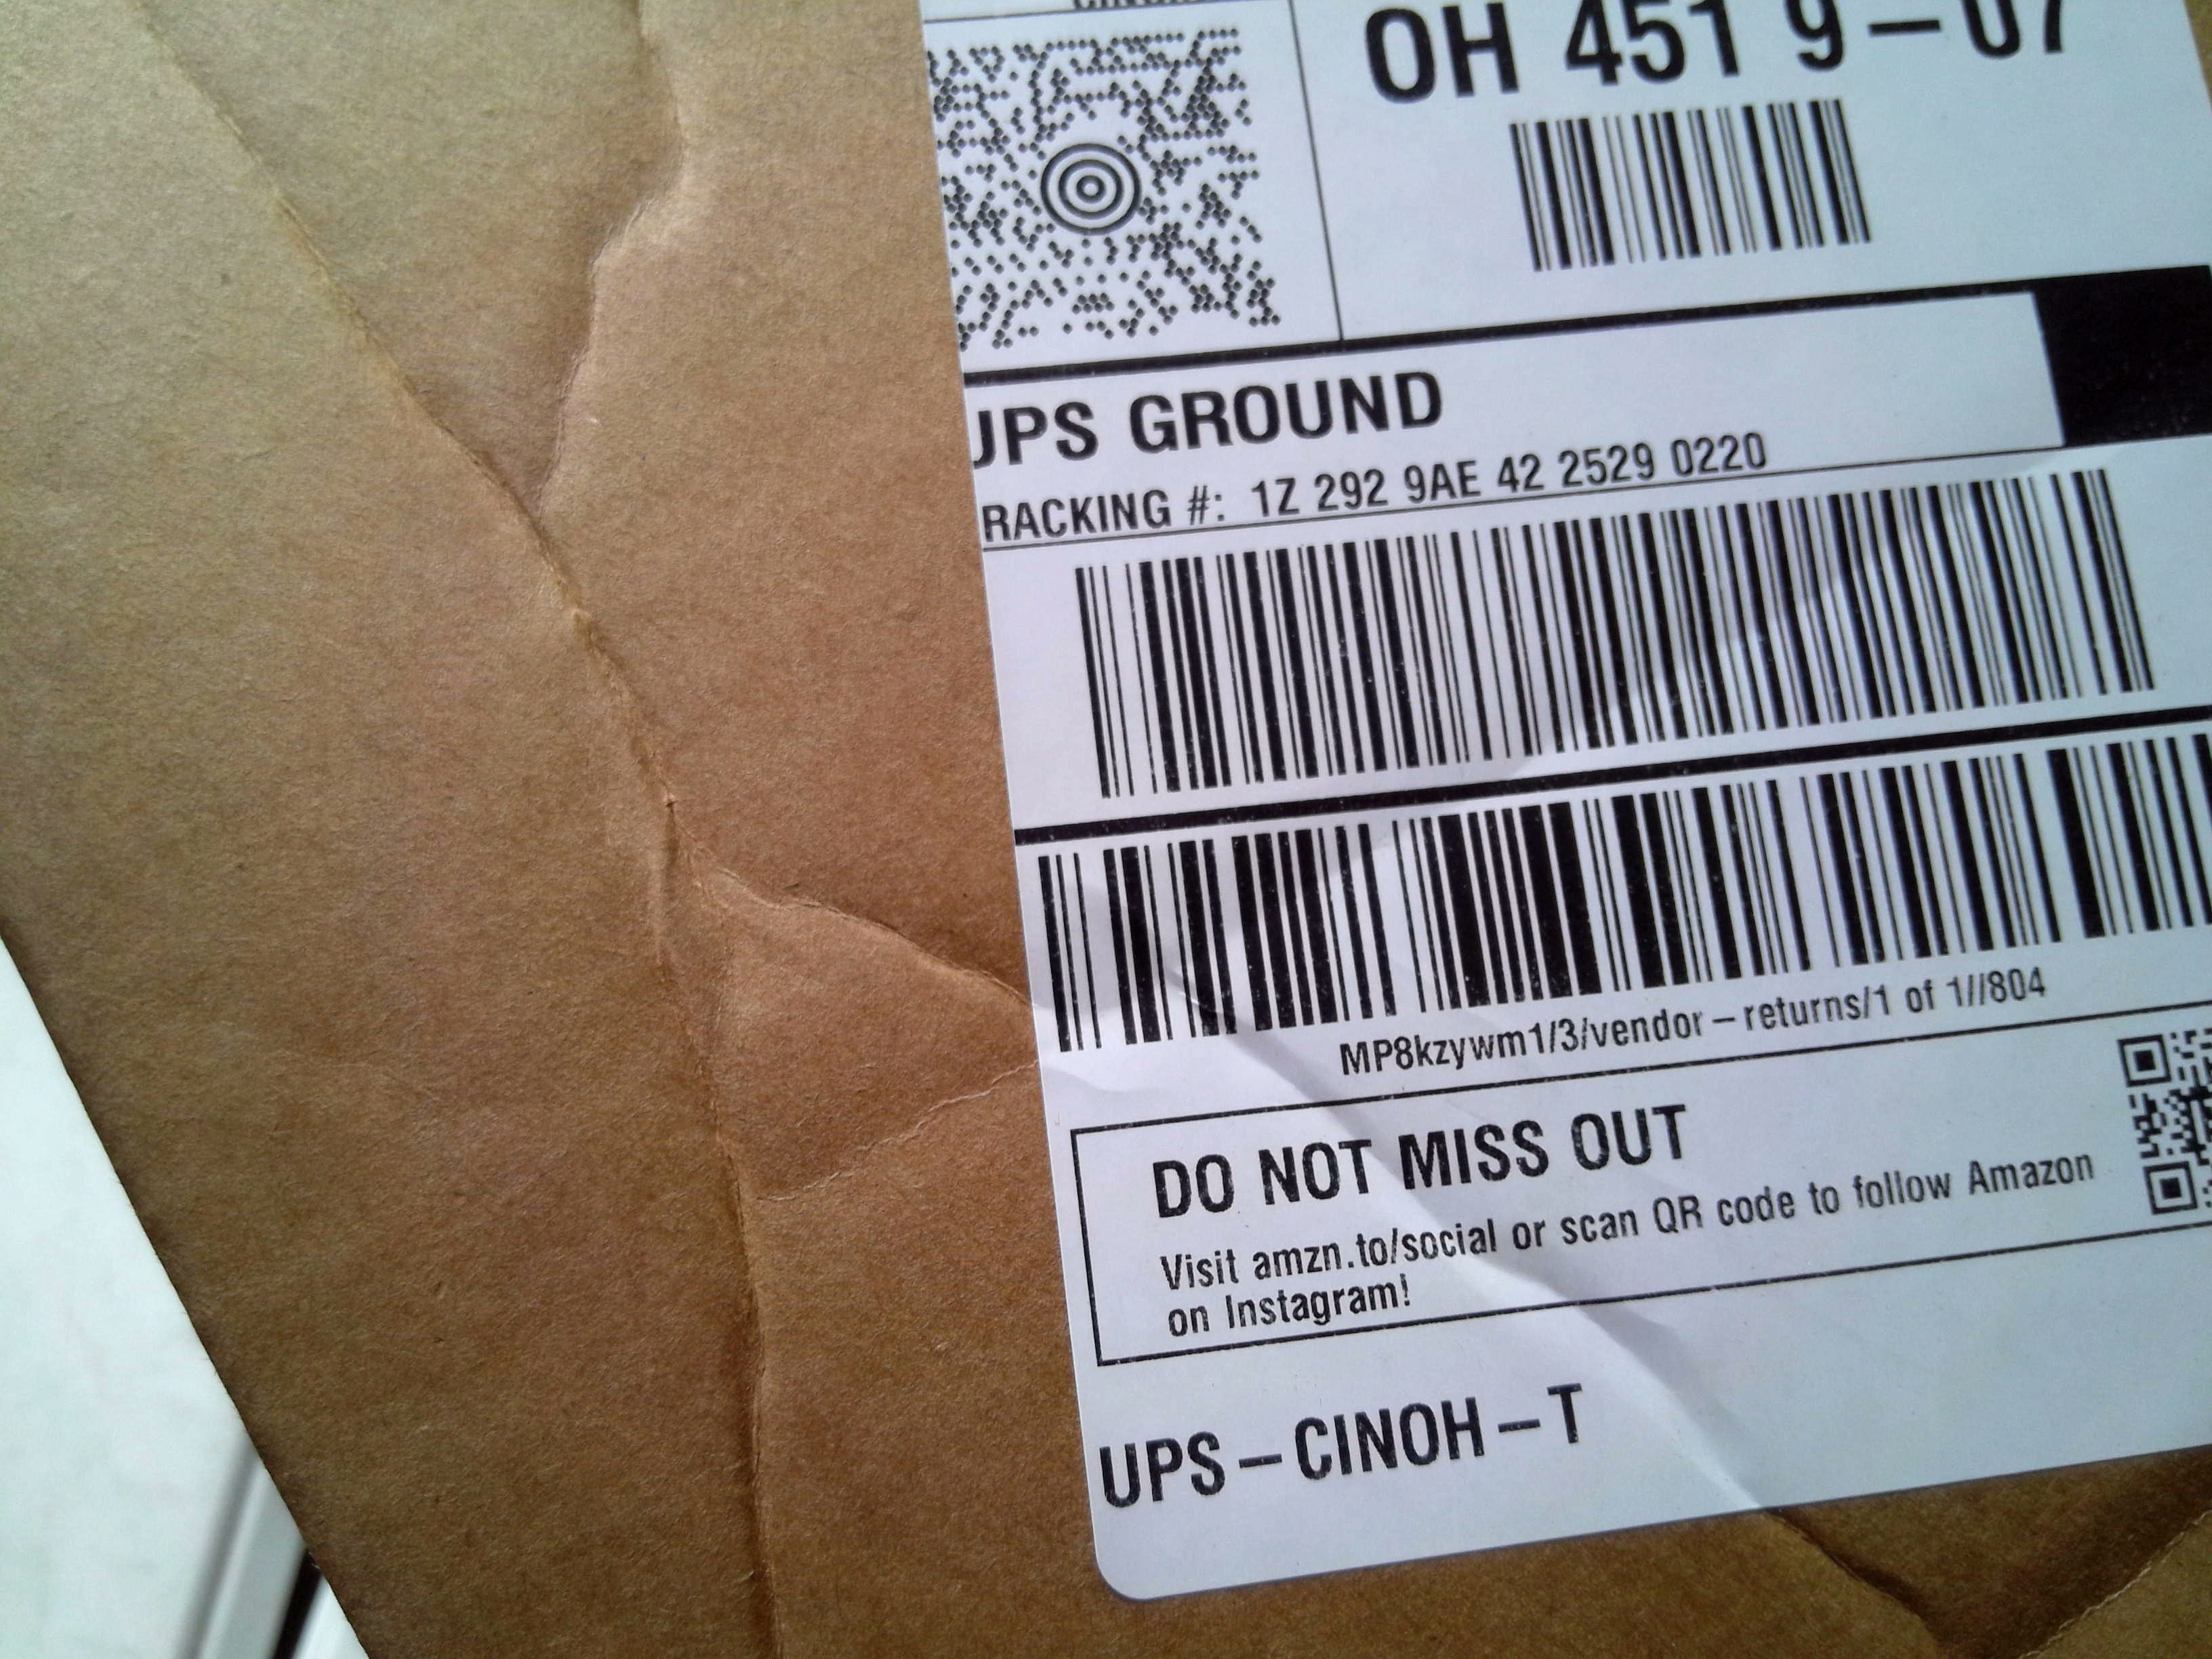 OH 451 9-07
UPS GROUND
TRACKING #: 1Z 292 9AE 42 2529 0220
MP8kzywm1/3/vendor-returns/1 of 1//804
DO NOT MISS OUT
Visit amzn.to/social or scan QR code to follow Amazon
on Instagram!
UPS-CINOH-T